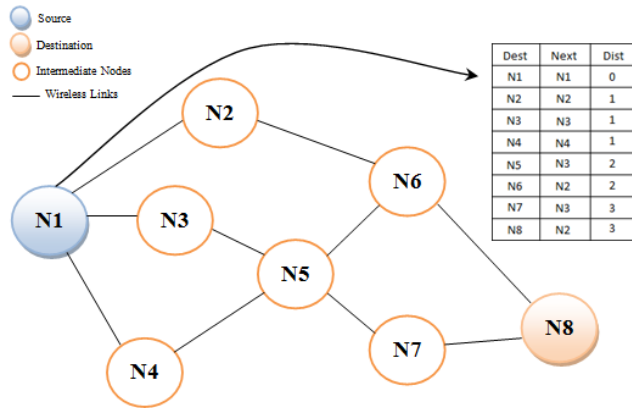 Source
Destination
Intermediate Nodes
Wireless Links
Dest Next Dist
N1 N1 0
N2 N2 1
N3 N3 1
N4 N4 1
N5 N3 2
N6 N2 2
N7 N3 3
N8 N2 3
N2
N6
N1
N3
N5
N8
N7
N4